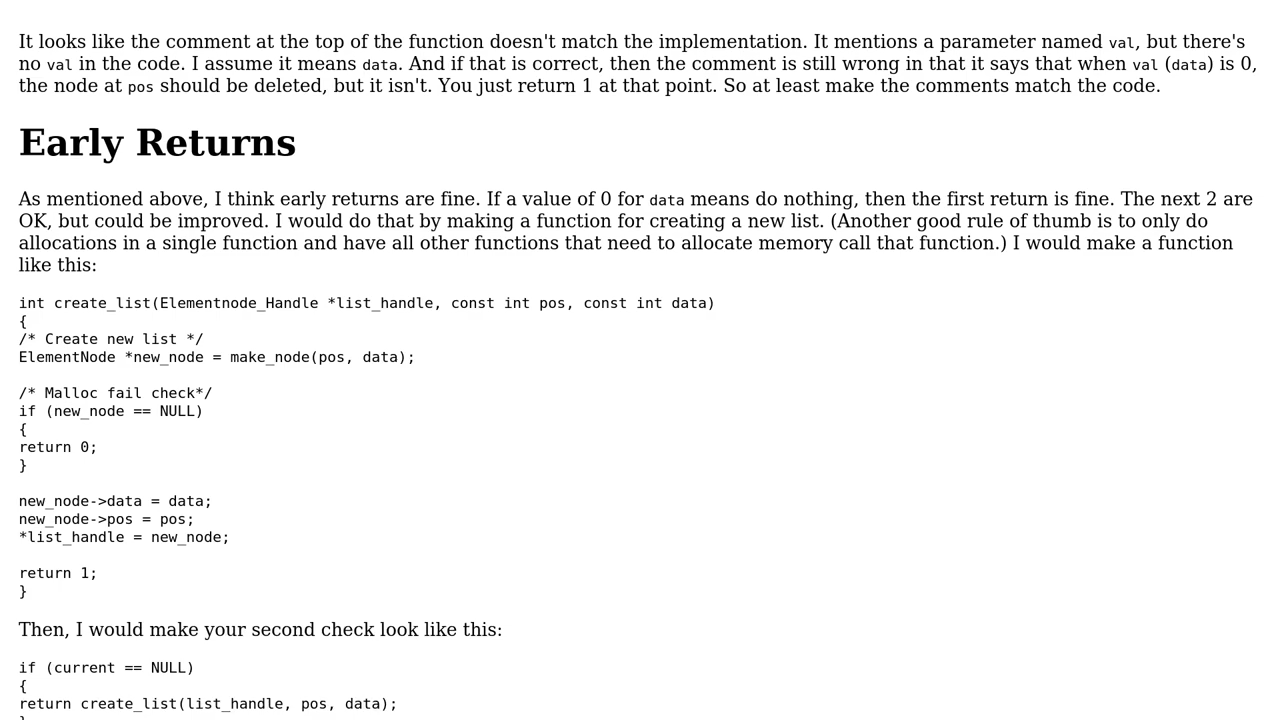 It looks like the comment at the top of the function doesn't match the implementation. It mentions a parameter named val, but there's
no val in the code. I assume it means data. And if that is correct, then the comment is still wrong in that it says that when val (data) is 0,
the node at pos should be deleted, but it isn't. You just return 1 at that point. So at least make the comments match the code.
Early Returns
As mentioned above, I think early returns are fine. If a value of 0 for data means do nothing, then the first return is fine. The next 2 are
OK, but could be improved. I would do that by making a function for creating a new list. (Another good rule of thumb is to only do
allocations in a single function and have all other functions that need to allocate memory call that function.) I would make a function
like this:
int create_list(Elementnode_Handle *list_handle, const int pos, const int data)
{
/* Create new list */
ElementNode *new_node = make_node(pos, data);
/* Malloc fail check*/
if (new_node == NULL)
{
return 0;
}
new_node->data = data;
new_node->pos = pos;
*list_handle = new_node;
return 1;
}
Then, I would make your second check look like this:
if (current == NULL)
{
return create_list(list_handle, pos, data);
}